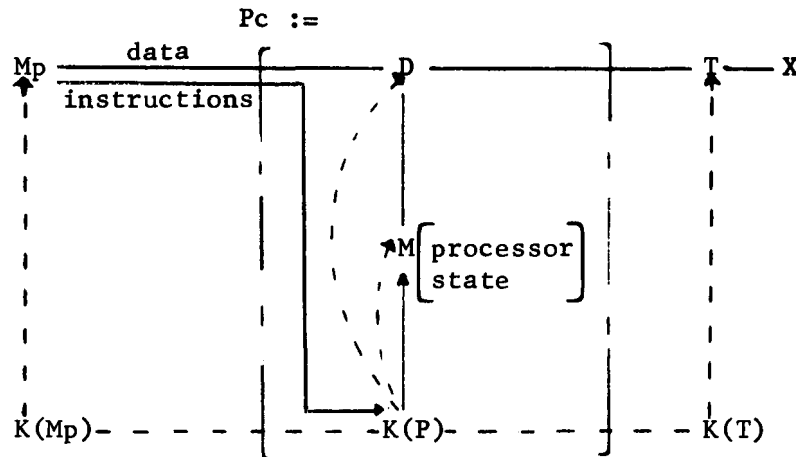 Pc :=
data
Mp D T X
instructions
M processor
state
K(Mp) K(P) K(T)